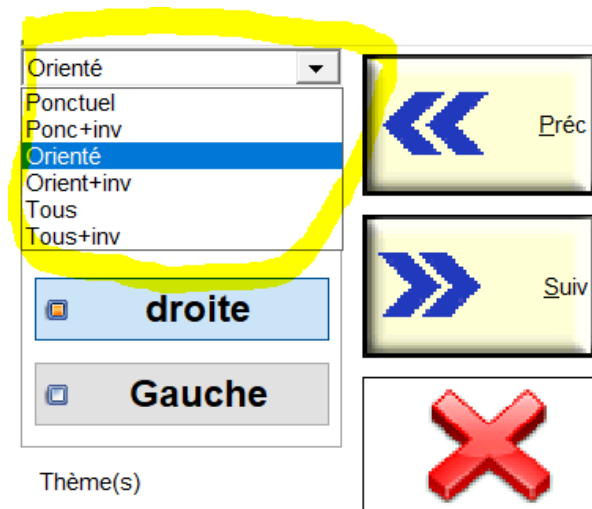 Orienté
Ponctuel
Ponc+inv
Orienté
Orient+inv
Tous
Tous+inv
droite
Gauche
Thème(s)
Préc
Suiv